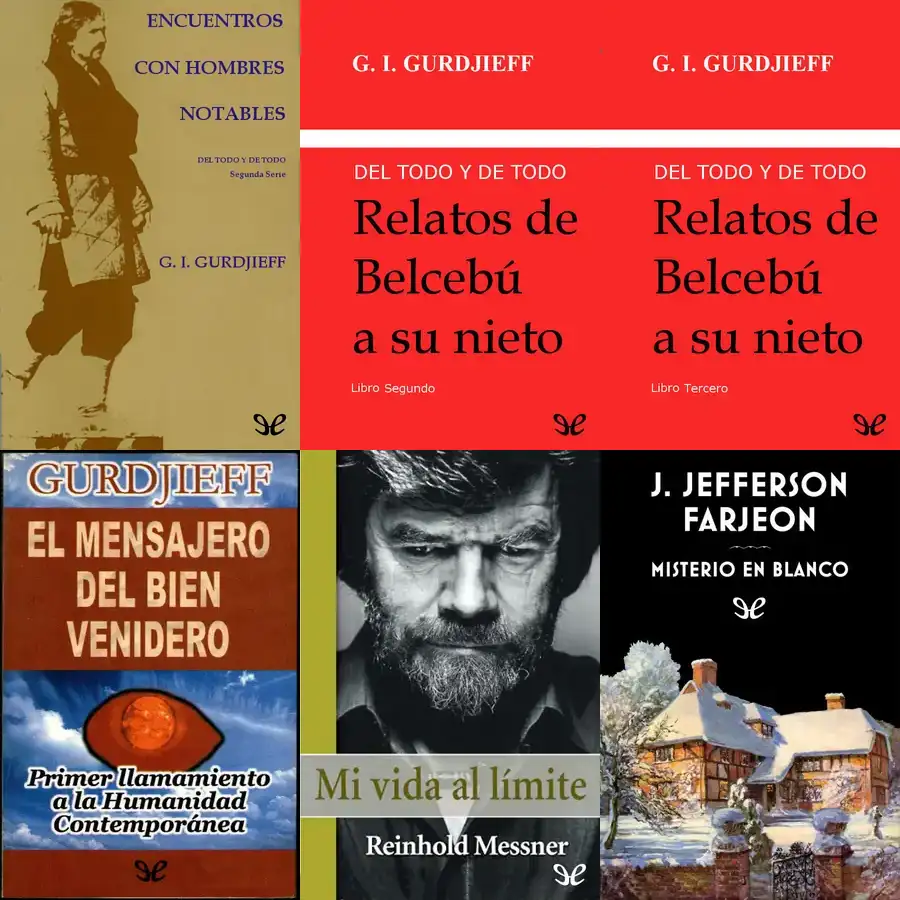 ENCUENTROS
CON HOMBRES
NOTABLES
DEL TODO Y DE TODO
Segunda Serie
G. I. GURDJIEFF
G. I. GURDJIEFF
DEL TODO Y DE TODO
Relatos de
Belcebú
a su nieto
Libro Segundo
G. I. GURDJIEFF
DEL TODO Y DE TODO
Relatos de
Belcebú
a su nieto
Libro Tercero
GURDJIEFF
EL MENSAJERO
DEL BIEN
VENIDERO
Primer llamamiento
a la Humanidad
Contemporánea
Mi vida al límite
Reinhold Messner
J. JEFFERSON
FARJEON
MISTERIO EN BLANCO